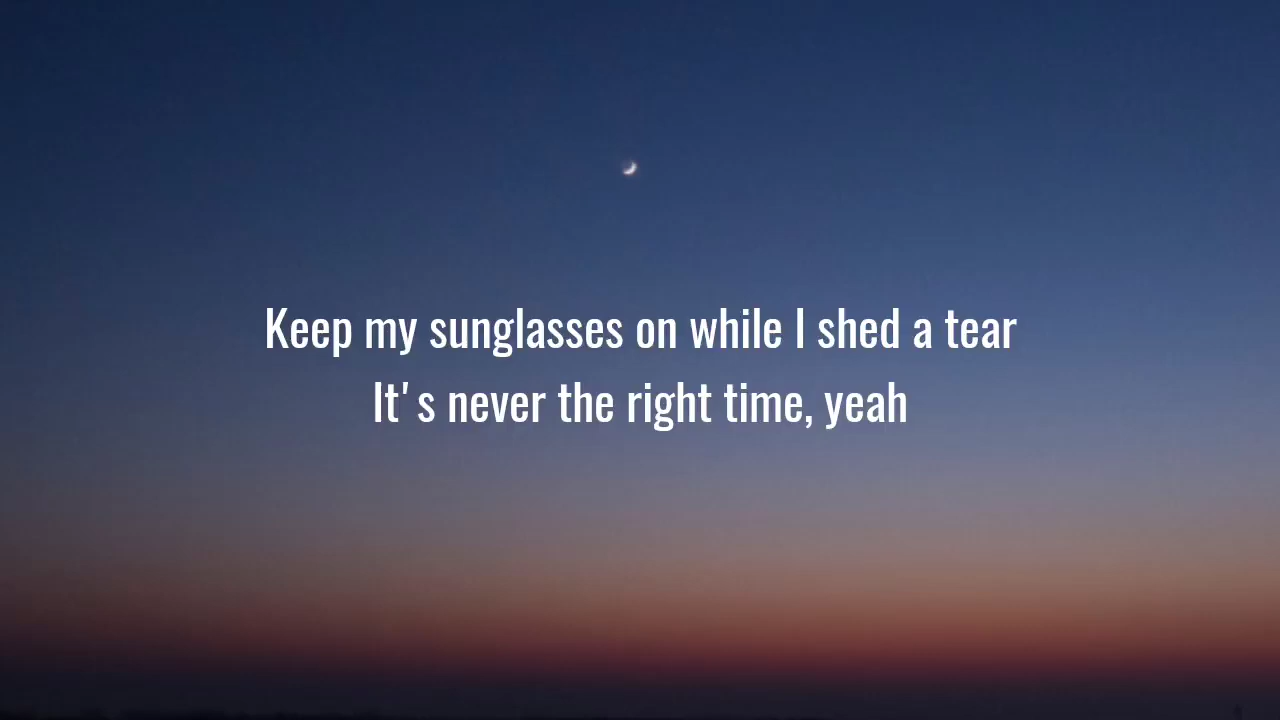 Keep my sunglasses on while I shed a tear
It's never the right time, yeah